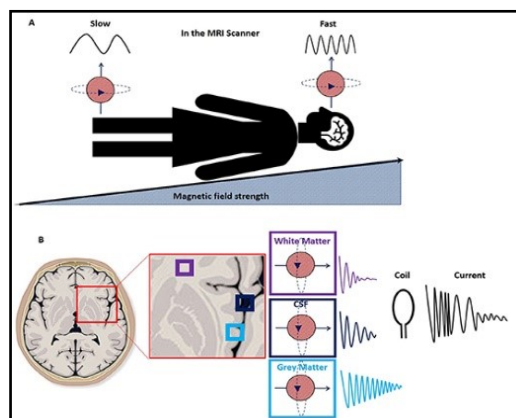 A
Slow
In the MRI Scanner
Fast
Magnetic field strength
B
White Matter
CSF
Grey Matter
Coil
Current